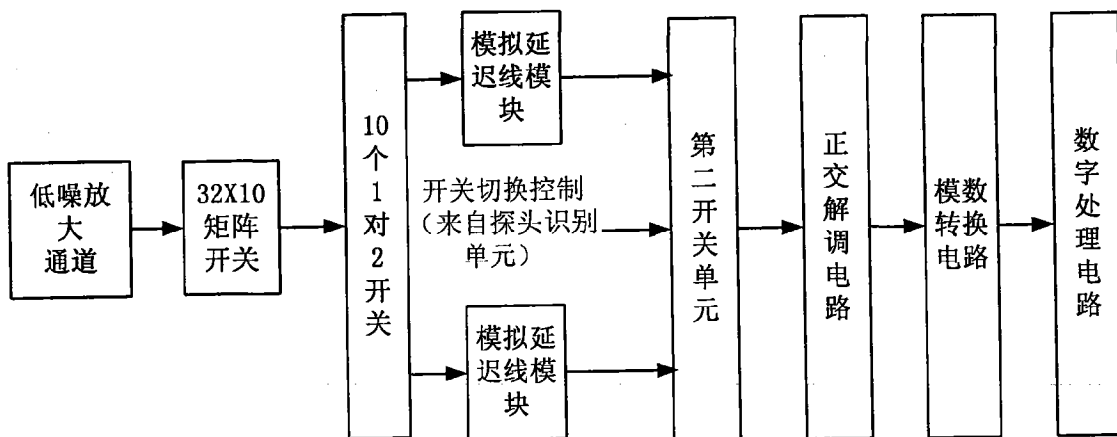 低噪放
大
通道
32X10
矩阵
开关
10
个
1
对
2
开
关
模拟延
迟线模
块
开关切换控制
(来自探头识别
单元)
模拟延
迟线模
块
第
二
开
关
单
元
正
交
解
调
电
路
模数
转换
电路
数
字
处
理
电
路